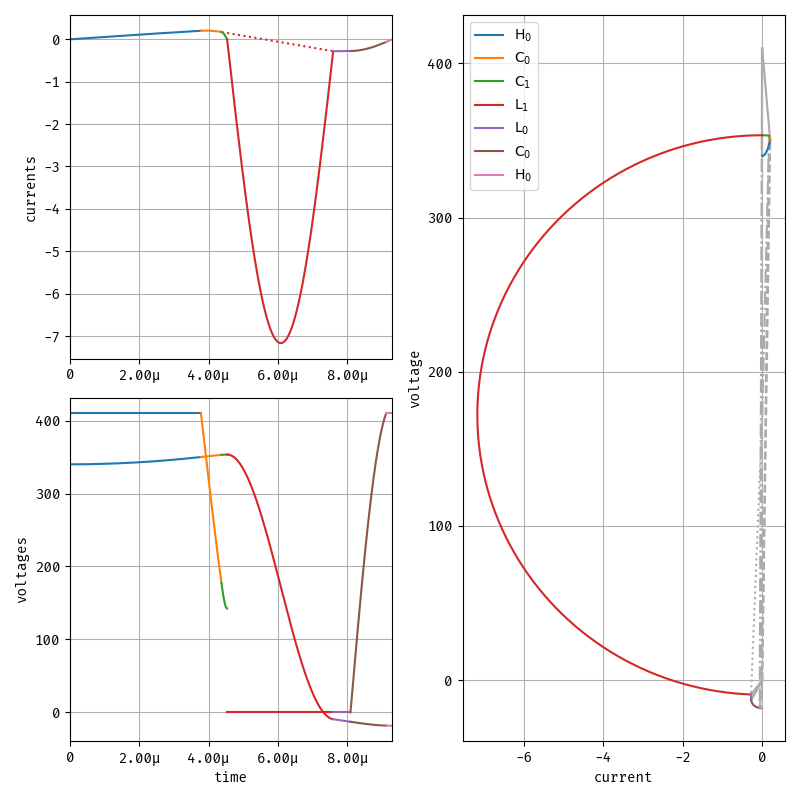 0
-1
-2
-3
-4
-5
-6
-7
currents
0
2.00µ
4.00µ
6.00µ
8.00µ
400
300
200
100
0
voltages
0
2.00µ
4.00µ
6.00µ
8.00µ
time
H₀
C₀
C₁
L₁
L₀
C₀
H₀
400
300
200
100
0
voltage
-6
-4
-2
0
current